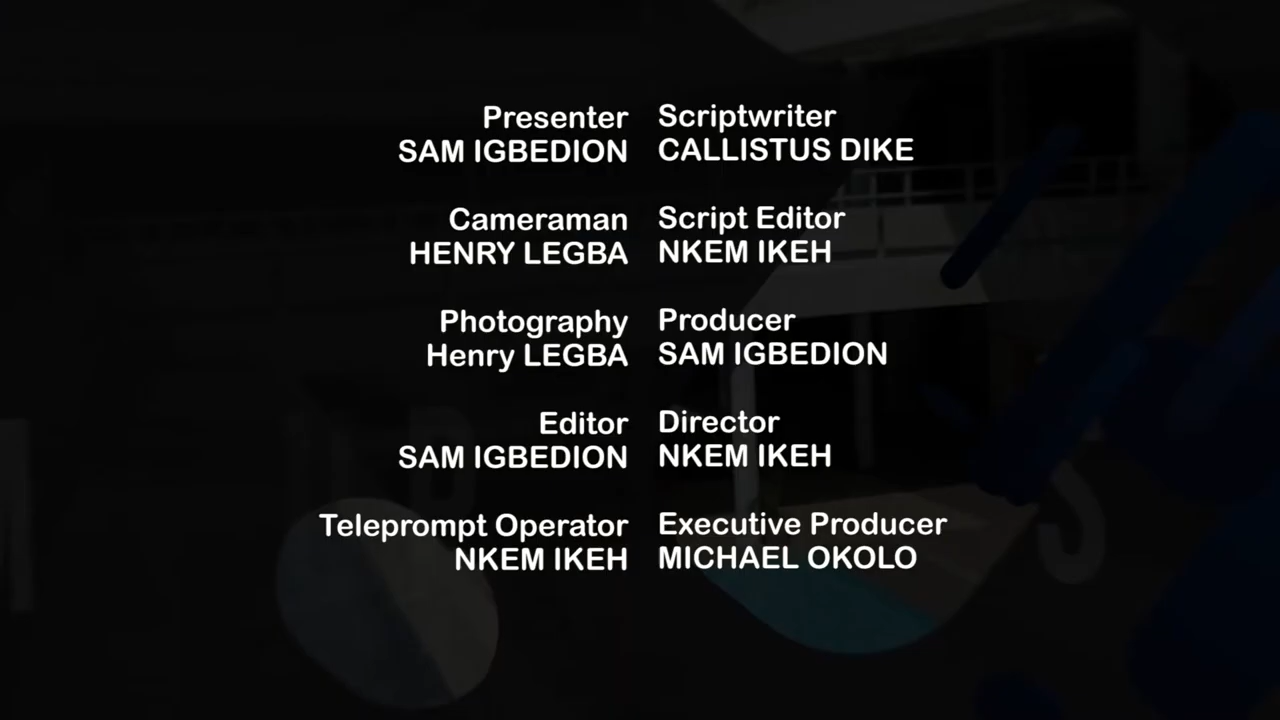 Presenter
SAM IGBEDION
Cameraman
HENRY LEGBA
Photography
Henry LEGBA
Editor
SAM IGBEDION
Teleprompt Operator
NKEM IKEH
Scriptwriter
CALLISTUS DIKE
Script Editor
NKEM IKEH
Producer
SAM IGBEDION
Director
NKEM IKEH
Executive Producer
MICHAEL OKOLO